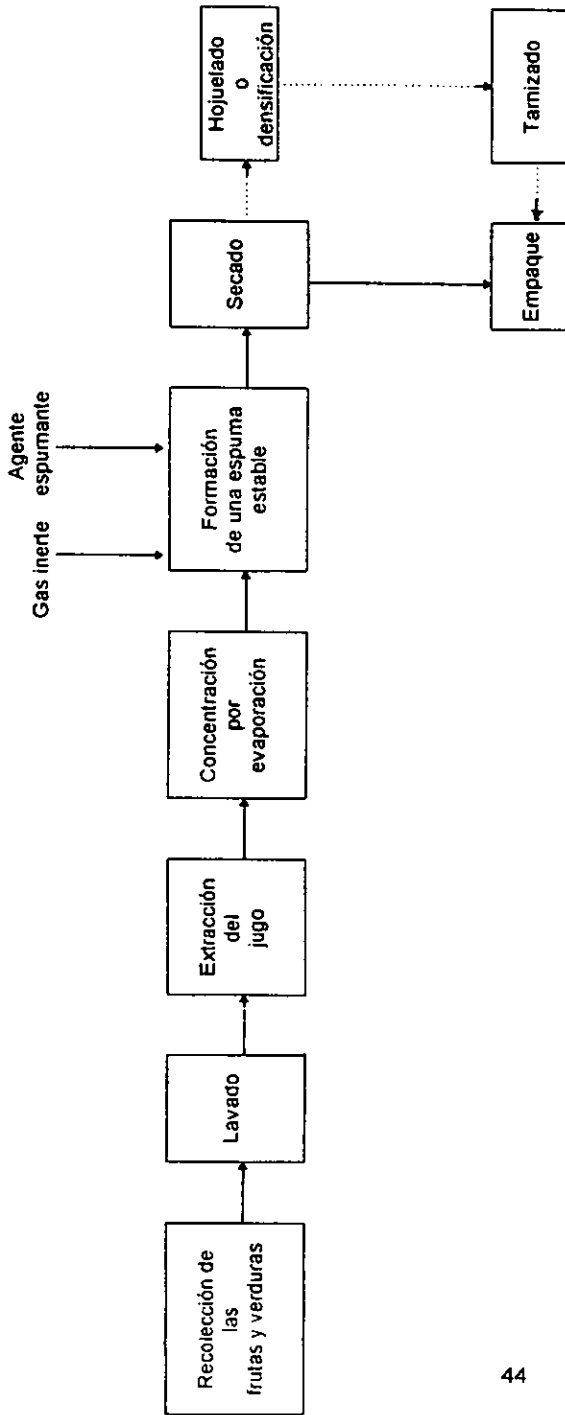 Recolección de
las
frutas y verduras
Lavado
Extracción
del
jugo
Concentración
por
evaporación
Gas inerte
Agente
espumante
Formación
de una espuma
estable
Secado
Hojuelado
o
densificación
Tamizado
Empaque
44